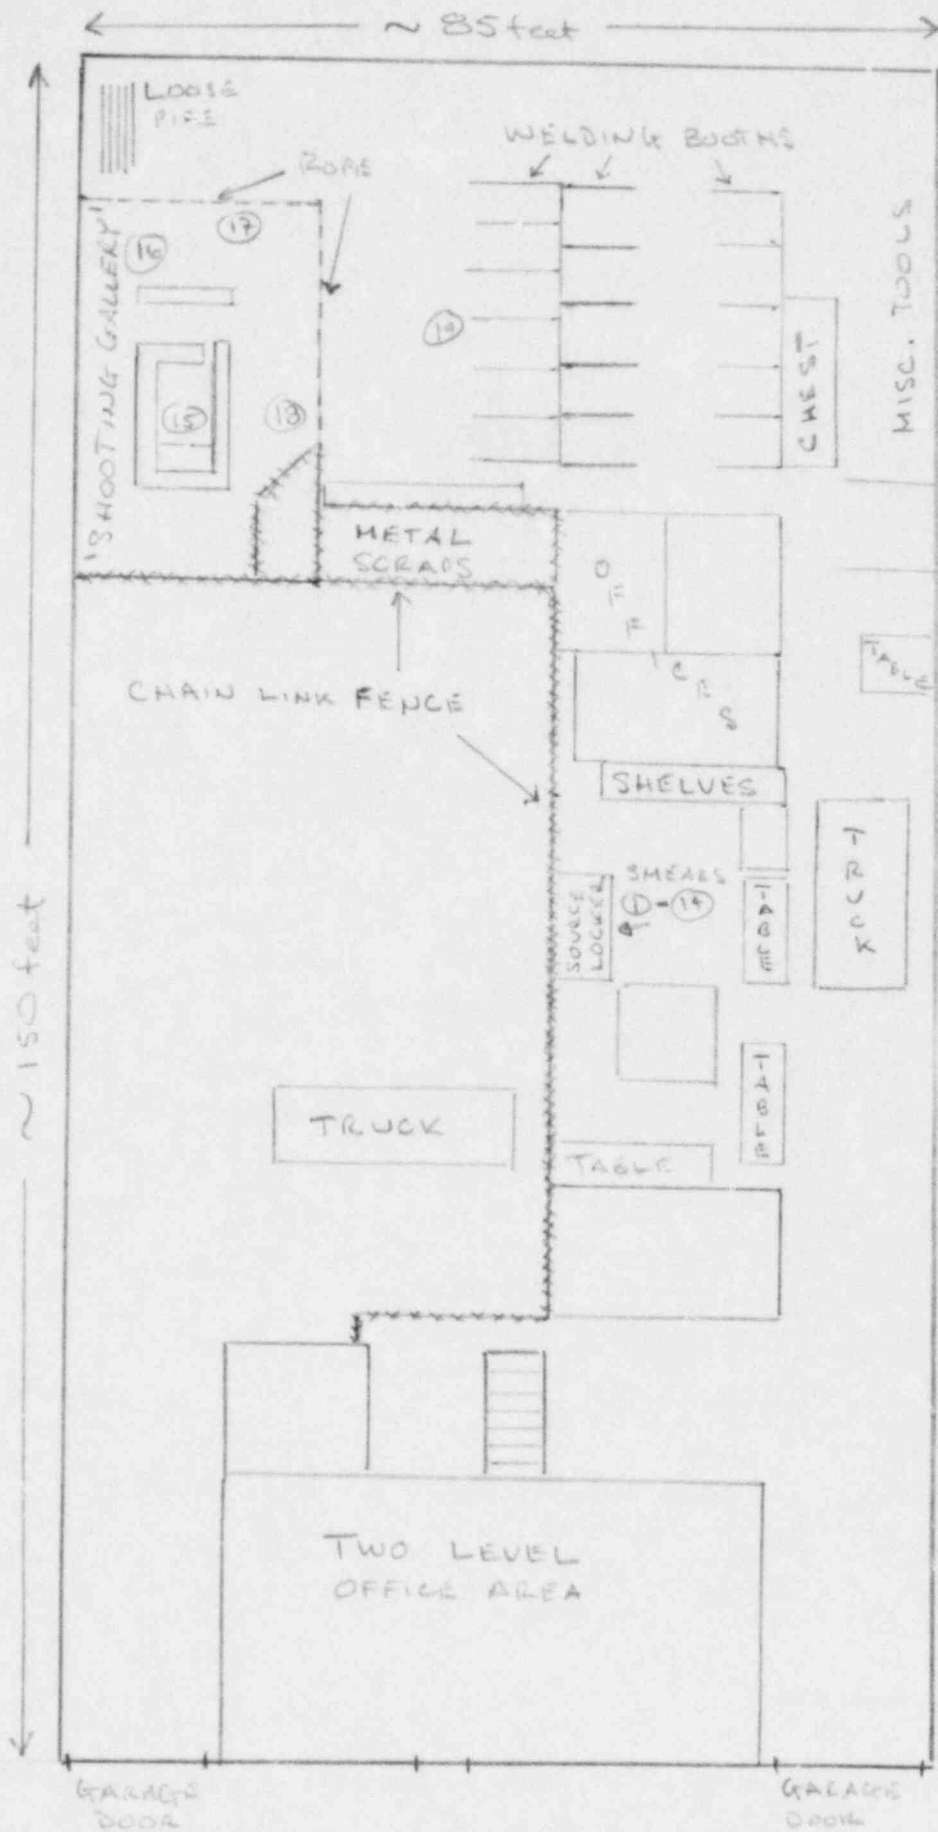 ~ 85 feet
LOOSE
PIPE
WELDING BOOTHS
ROPE
'SHOOTING GALLERY'
16
17
15
18
19
CHEST
MISC. TOOLS
METAL
SCRAPS
OFFICES
TABLE
CHAIN LINK FENCE
SHELVES
TRUCK
SMEARS
1 - 14
SOURCE
LOCKER
TABLE
~ 150 feet
TRUCK
TABLE
TABLE
TWO LEVEL
OFFICE AREA
GARAGE
DOOR
GARAGE
DOOR